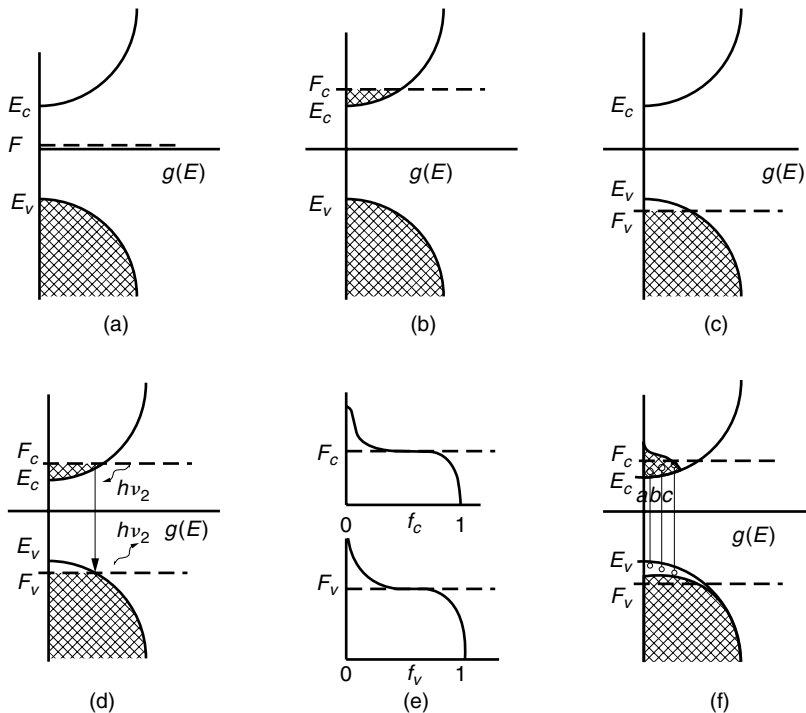 E_c
F
g(E)
E_v
(a)
F_c
E_c
g(E)
E_v
(b)
E_c
g(E)
E_v
F_v
(c)
F_c
E_c
hν_2
hν_2
g(E)
E_v
F_v
(d)
F_c
0 f_c 1
F_v
0 f_v 1
(e)
F_c
E_c a b c
g(E)
E_v
F_v
(f)